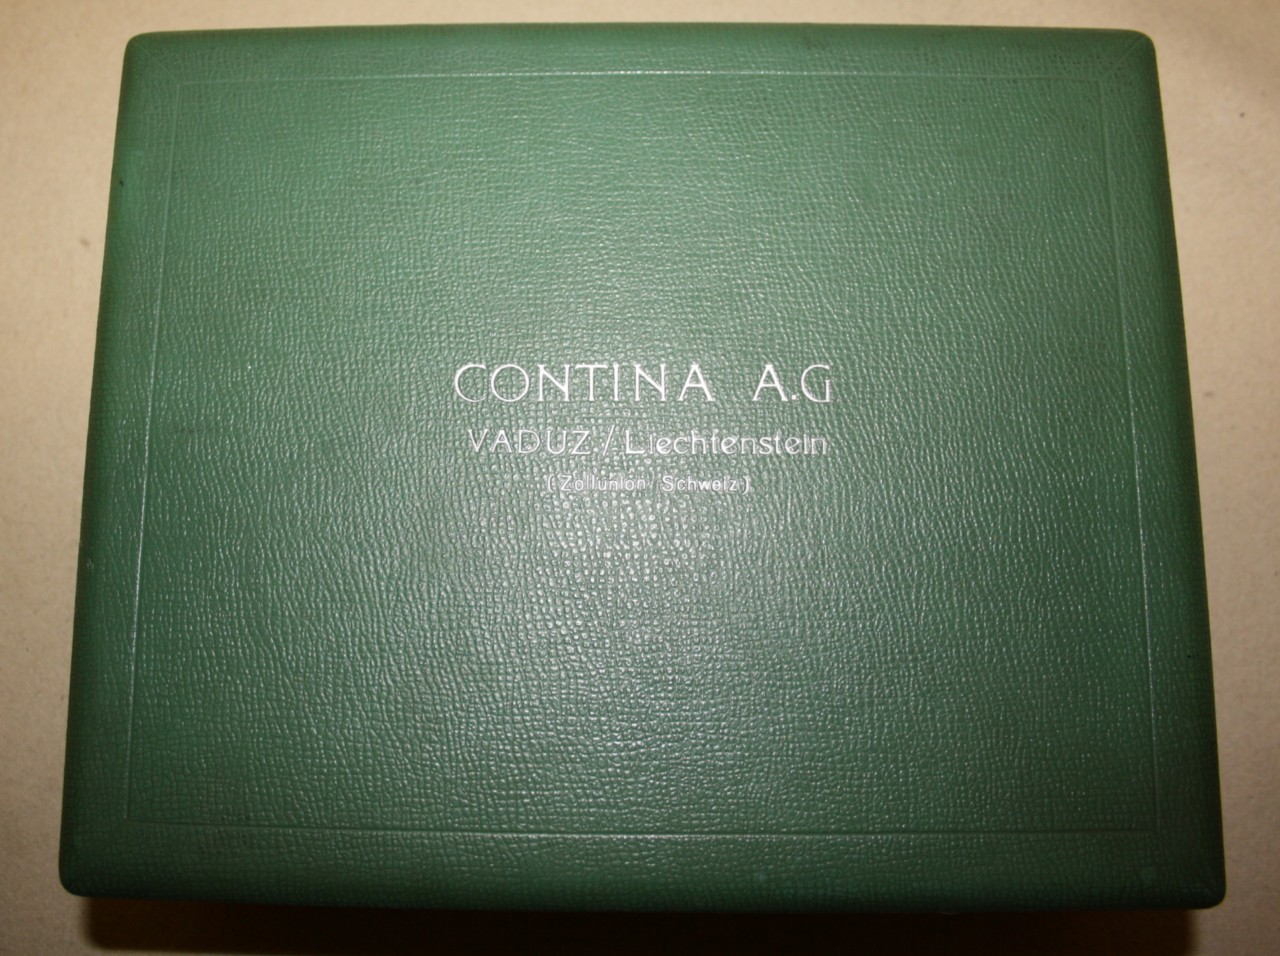 CONTINA A.G
VADUZ / Liechtenstein
(Zollunion Schweiz)